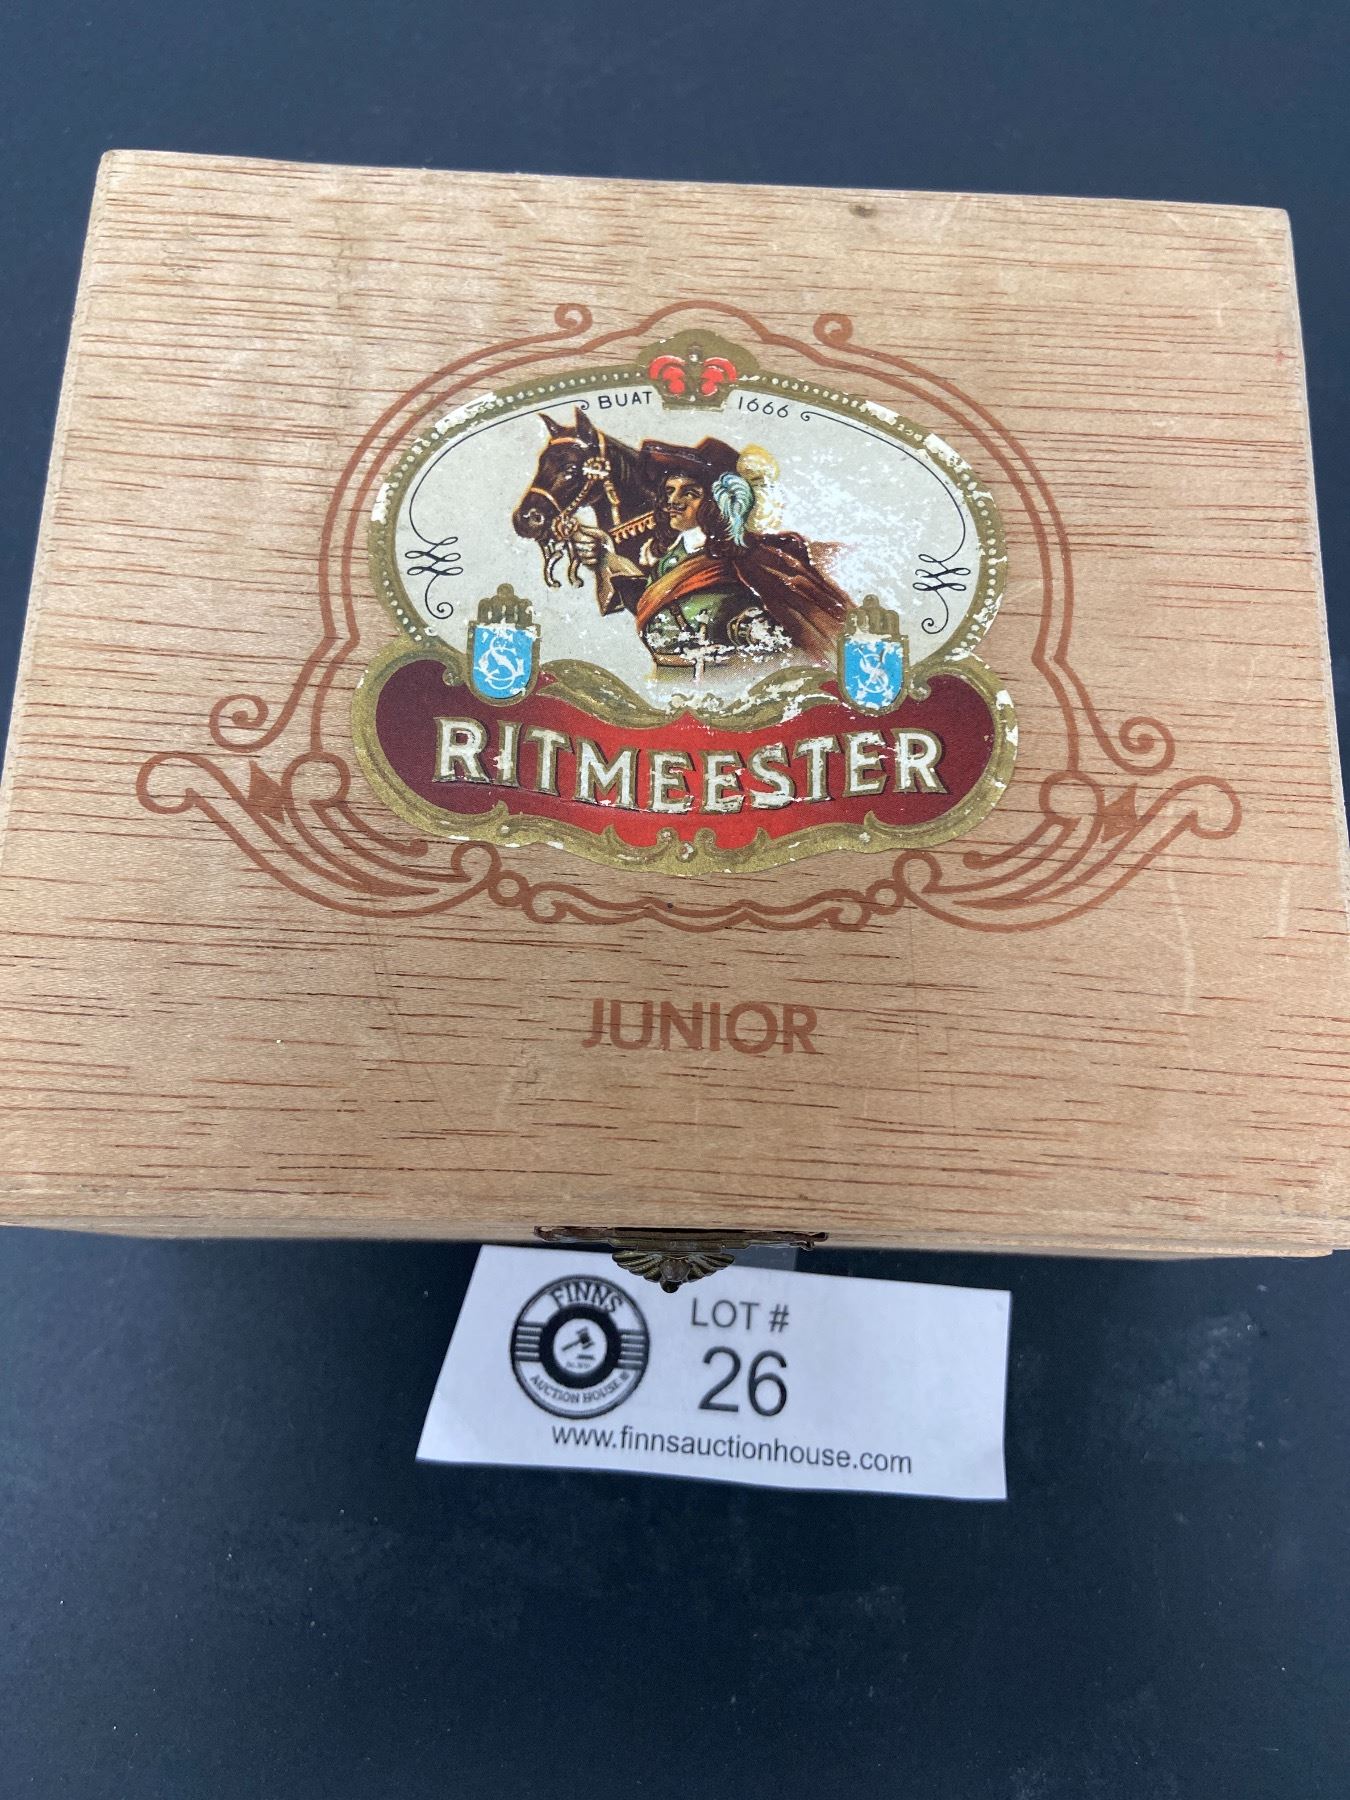 BUAT 1666
RITMEESTER
JUNIOR
FINNS
AUCTION HOUSE
LOT #
26
www.finnsauctionhouse.com